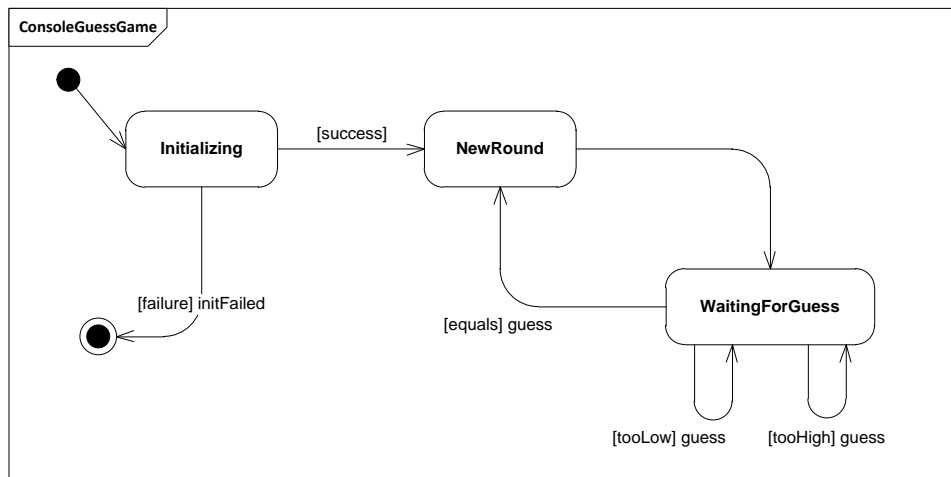 ConsoleGuessGame
[success]
Initializing
NewRound
[failure] initFailed
WaitingForGuess
[equals] guess
[tooLow] guess
[tooHigh] guess